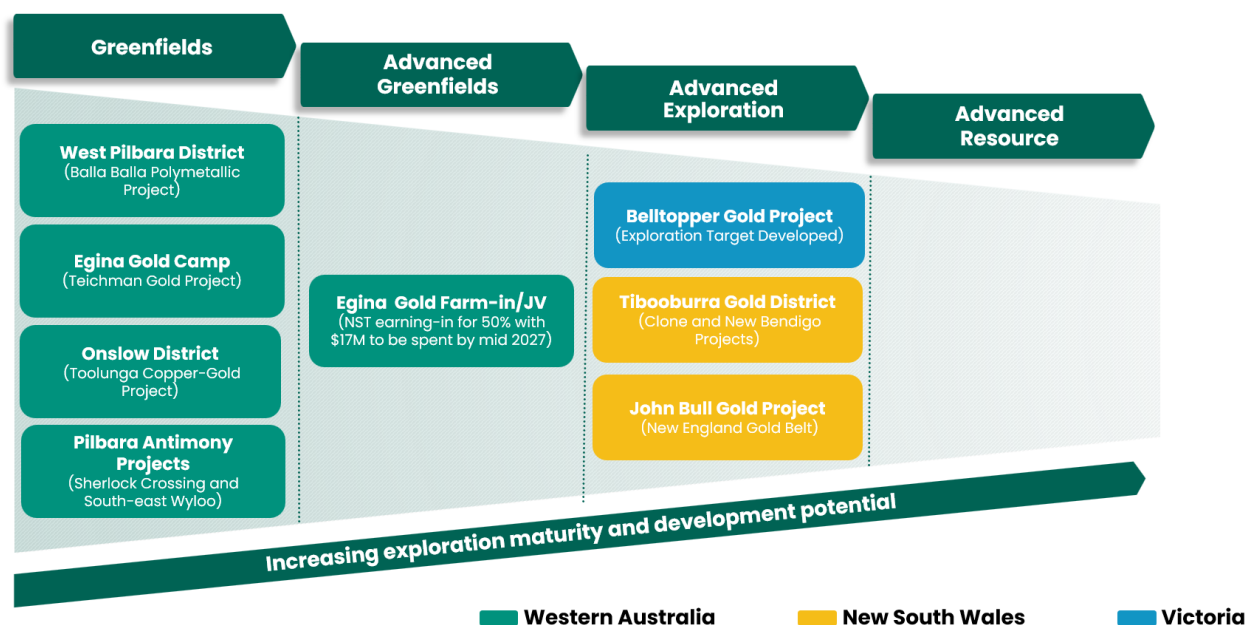 Greenfields
Advanced
Greenfields
Advanced
Exploration
Advanced
Resource
West Pilbara District
(Balla Balla Polymetallic
Project)
Egina Gold Camp
(Teichman Gold Project)
Onslow District
(Toolunga Copper-Gold
Project)
Pilbara Antimony
Projects
(Sherlock Crossing and
South-east Wyloo)
Egina Gold Farm-in/JV
(NST earning-in for 50% with
$17M to be spent by mid 2027)
Belltopper Gold Project
(Exploration Target Developed)
Tibooburra Gold District
(Clone and New Bendigo
Projects)
John Bull Gold Project
(New England Gold Belt)
Increasing exploration maturity and development potential
Western Australia
New South Wales
Victoria